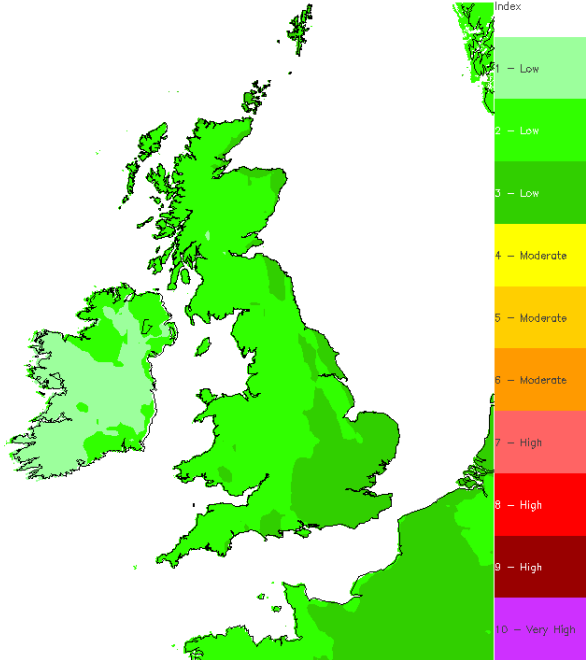 Index
1 - Low
2 - Low
3 - Low
4 - Moderate
5 - Moderate
6 - Moderate
7 - High
8 - High
9 - High
10 - Very High